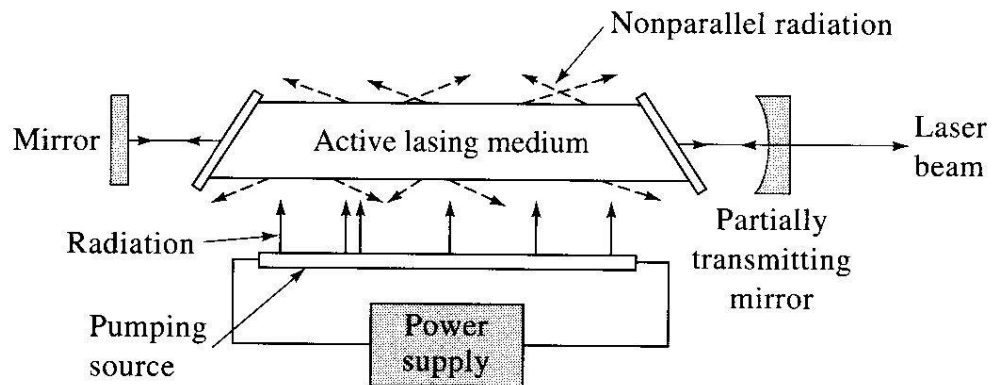 Nonparallel radiation
Mirror
Active lasing medium
Laser
beam
Radiation
Partially
transmitting
mirror
Pumping
source
Power
supply